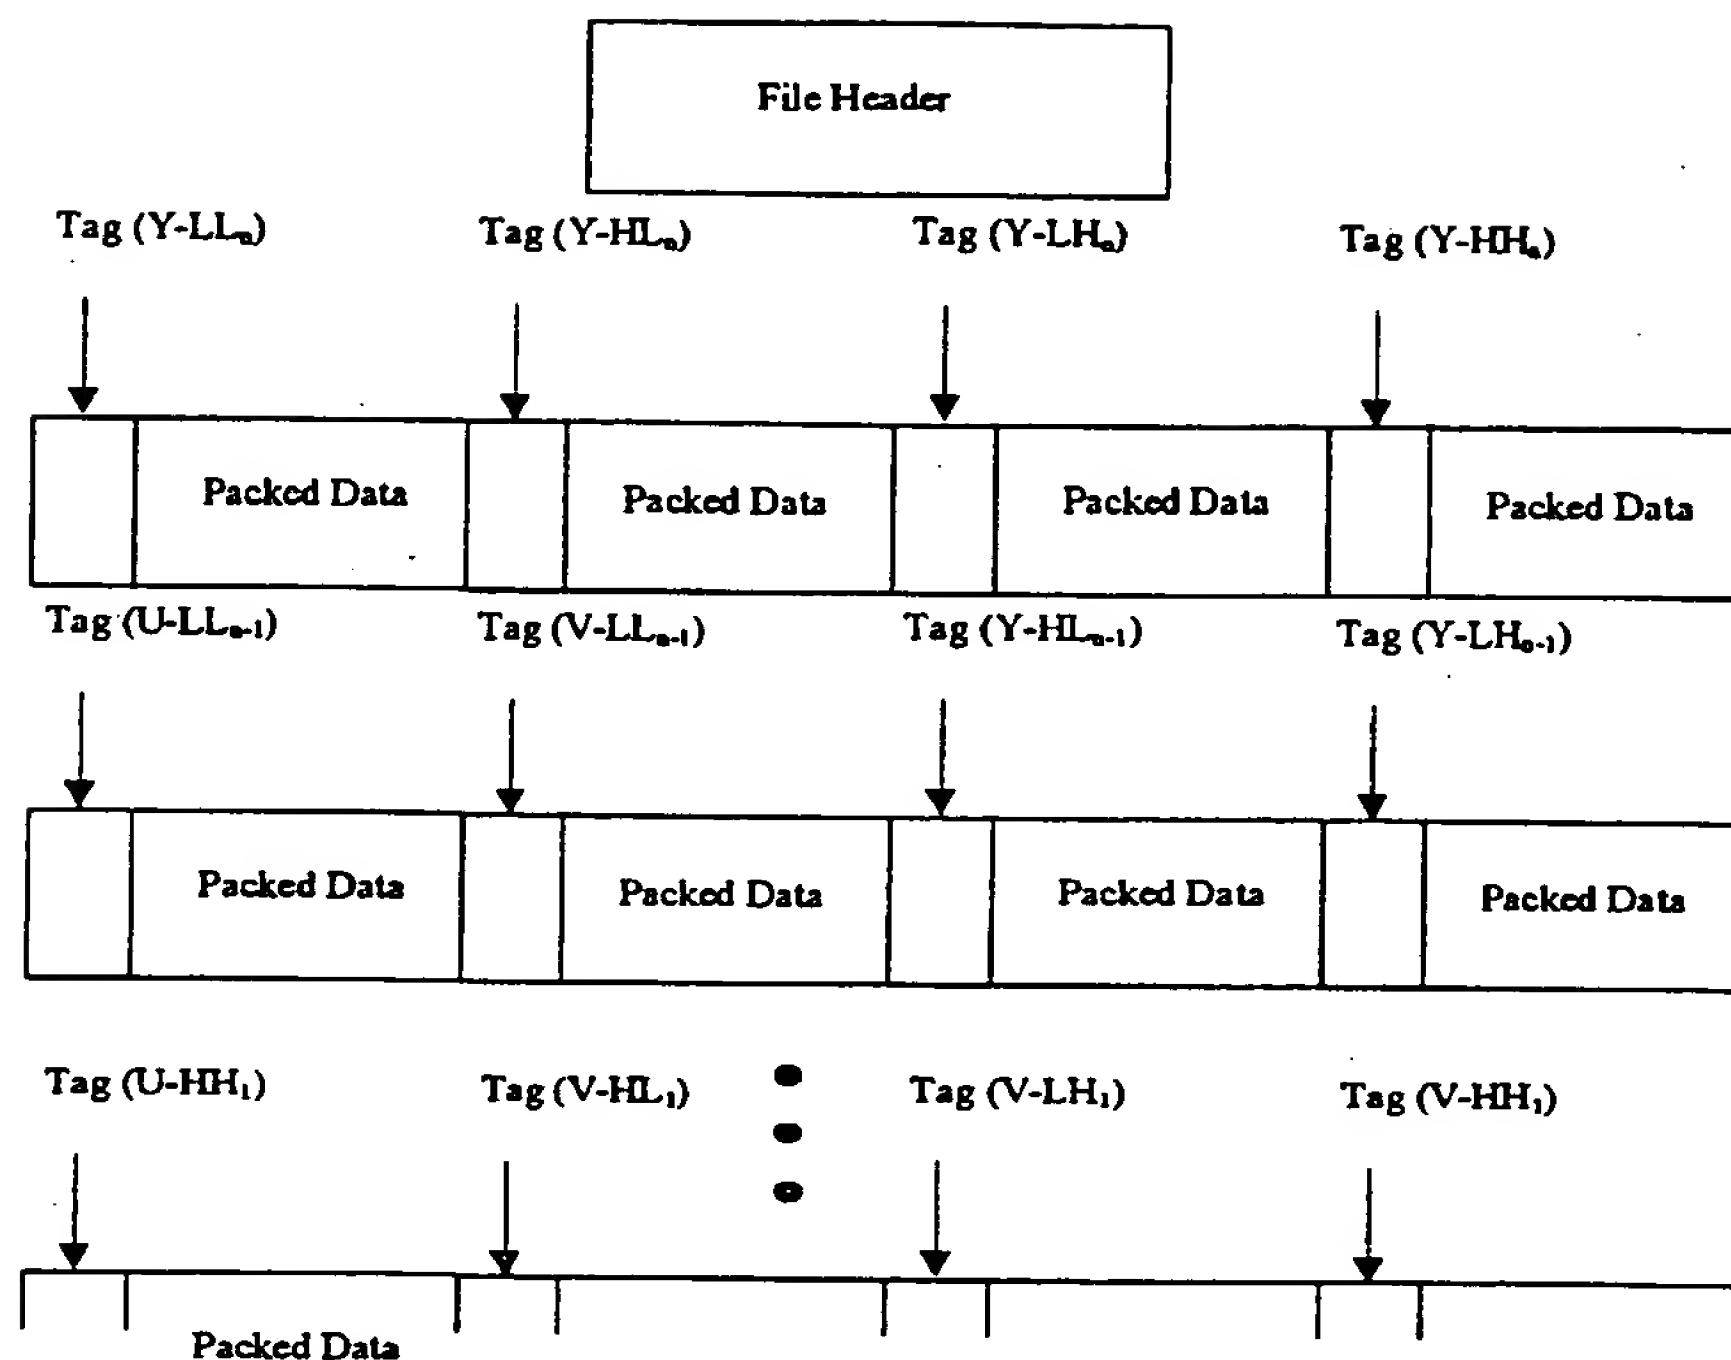 File Header
Tag (Y-LLₙ) Tag (Y-HLₙ) Tag (Y-LHₙ) Tag (Y-HHₙ)
Packed Data Packed Data Packed Data Packed Data
Tag (U-LLₙ₋₁) Tag (V-LLₙ₋₁) Tag (Y-HLₙ₋₁) Tag (Y-LHₙ₋₁)
Packed Data Packed Data Packed Data Packed Data
Tag (U-HH₁) Tag (V-HL₁) Tag (V-LH₁) Tag (V-HH₁)
Packed Data